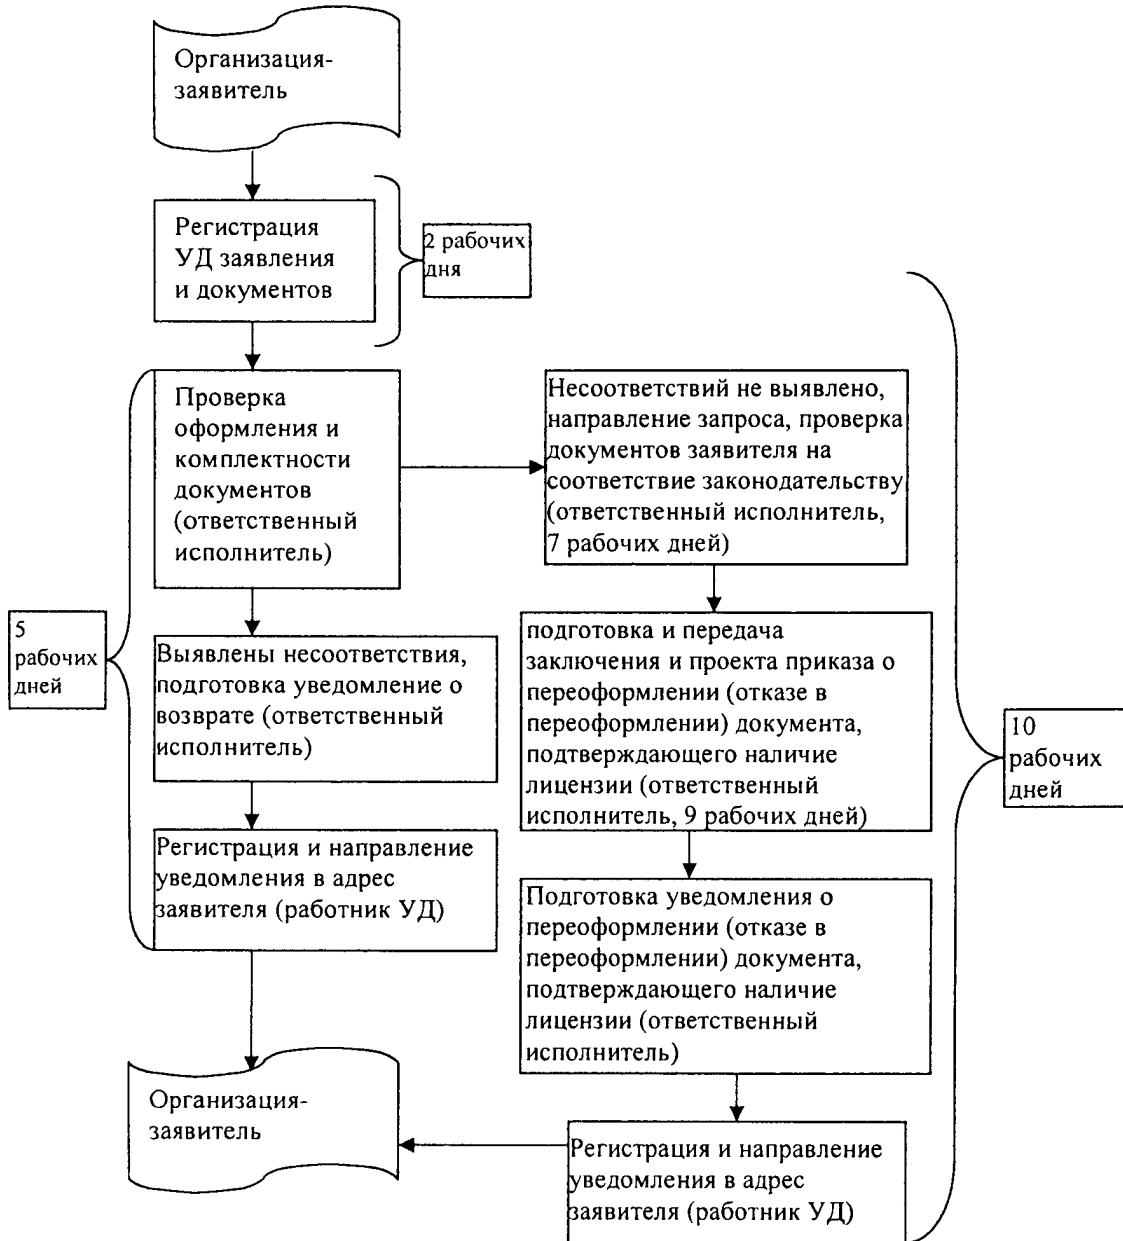 Организация-
заявитель
Регистрация
УД заявления
и документов
2 рабочих
дня
Проверка
оформления и
комплектности
документов
(ответственный
исполнитель)
Несоответствий не выявлено,
направление запроса, проверка
документов заявителя на
соответствие законодательству
(ответственный исполнитель,
7 рабочих дней)
5
рабочих
дней
Выявлены несоответствия,
подготовка уведомление о
возврате (ответственный
исполнитель)
подготовка и передача
заключения и проекта приказа о
переоформлении (отказе в
переоформлении) документа,
подтверждающего наличие
лицензии (ответственный
исполнитель, 9 рабочих дней)
10
рабочих
дней
Регистрация и направление
уведомления в адрес
заявителя (работник УД)
Подготовка уведомления о
переоформлении (отказе в
переоформлении) документа,
подтверждающего наличие
лицензии (ответственный
исполнитель)
Организация-
заявитель
Регистрация и направление
уведомления в адрес
заявителя (работник УД)